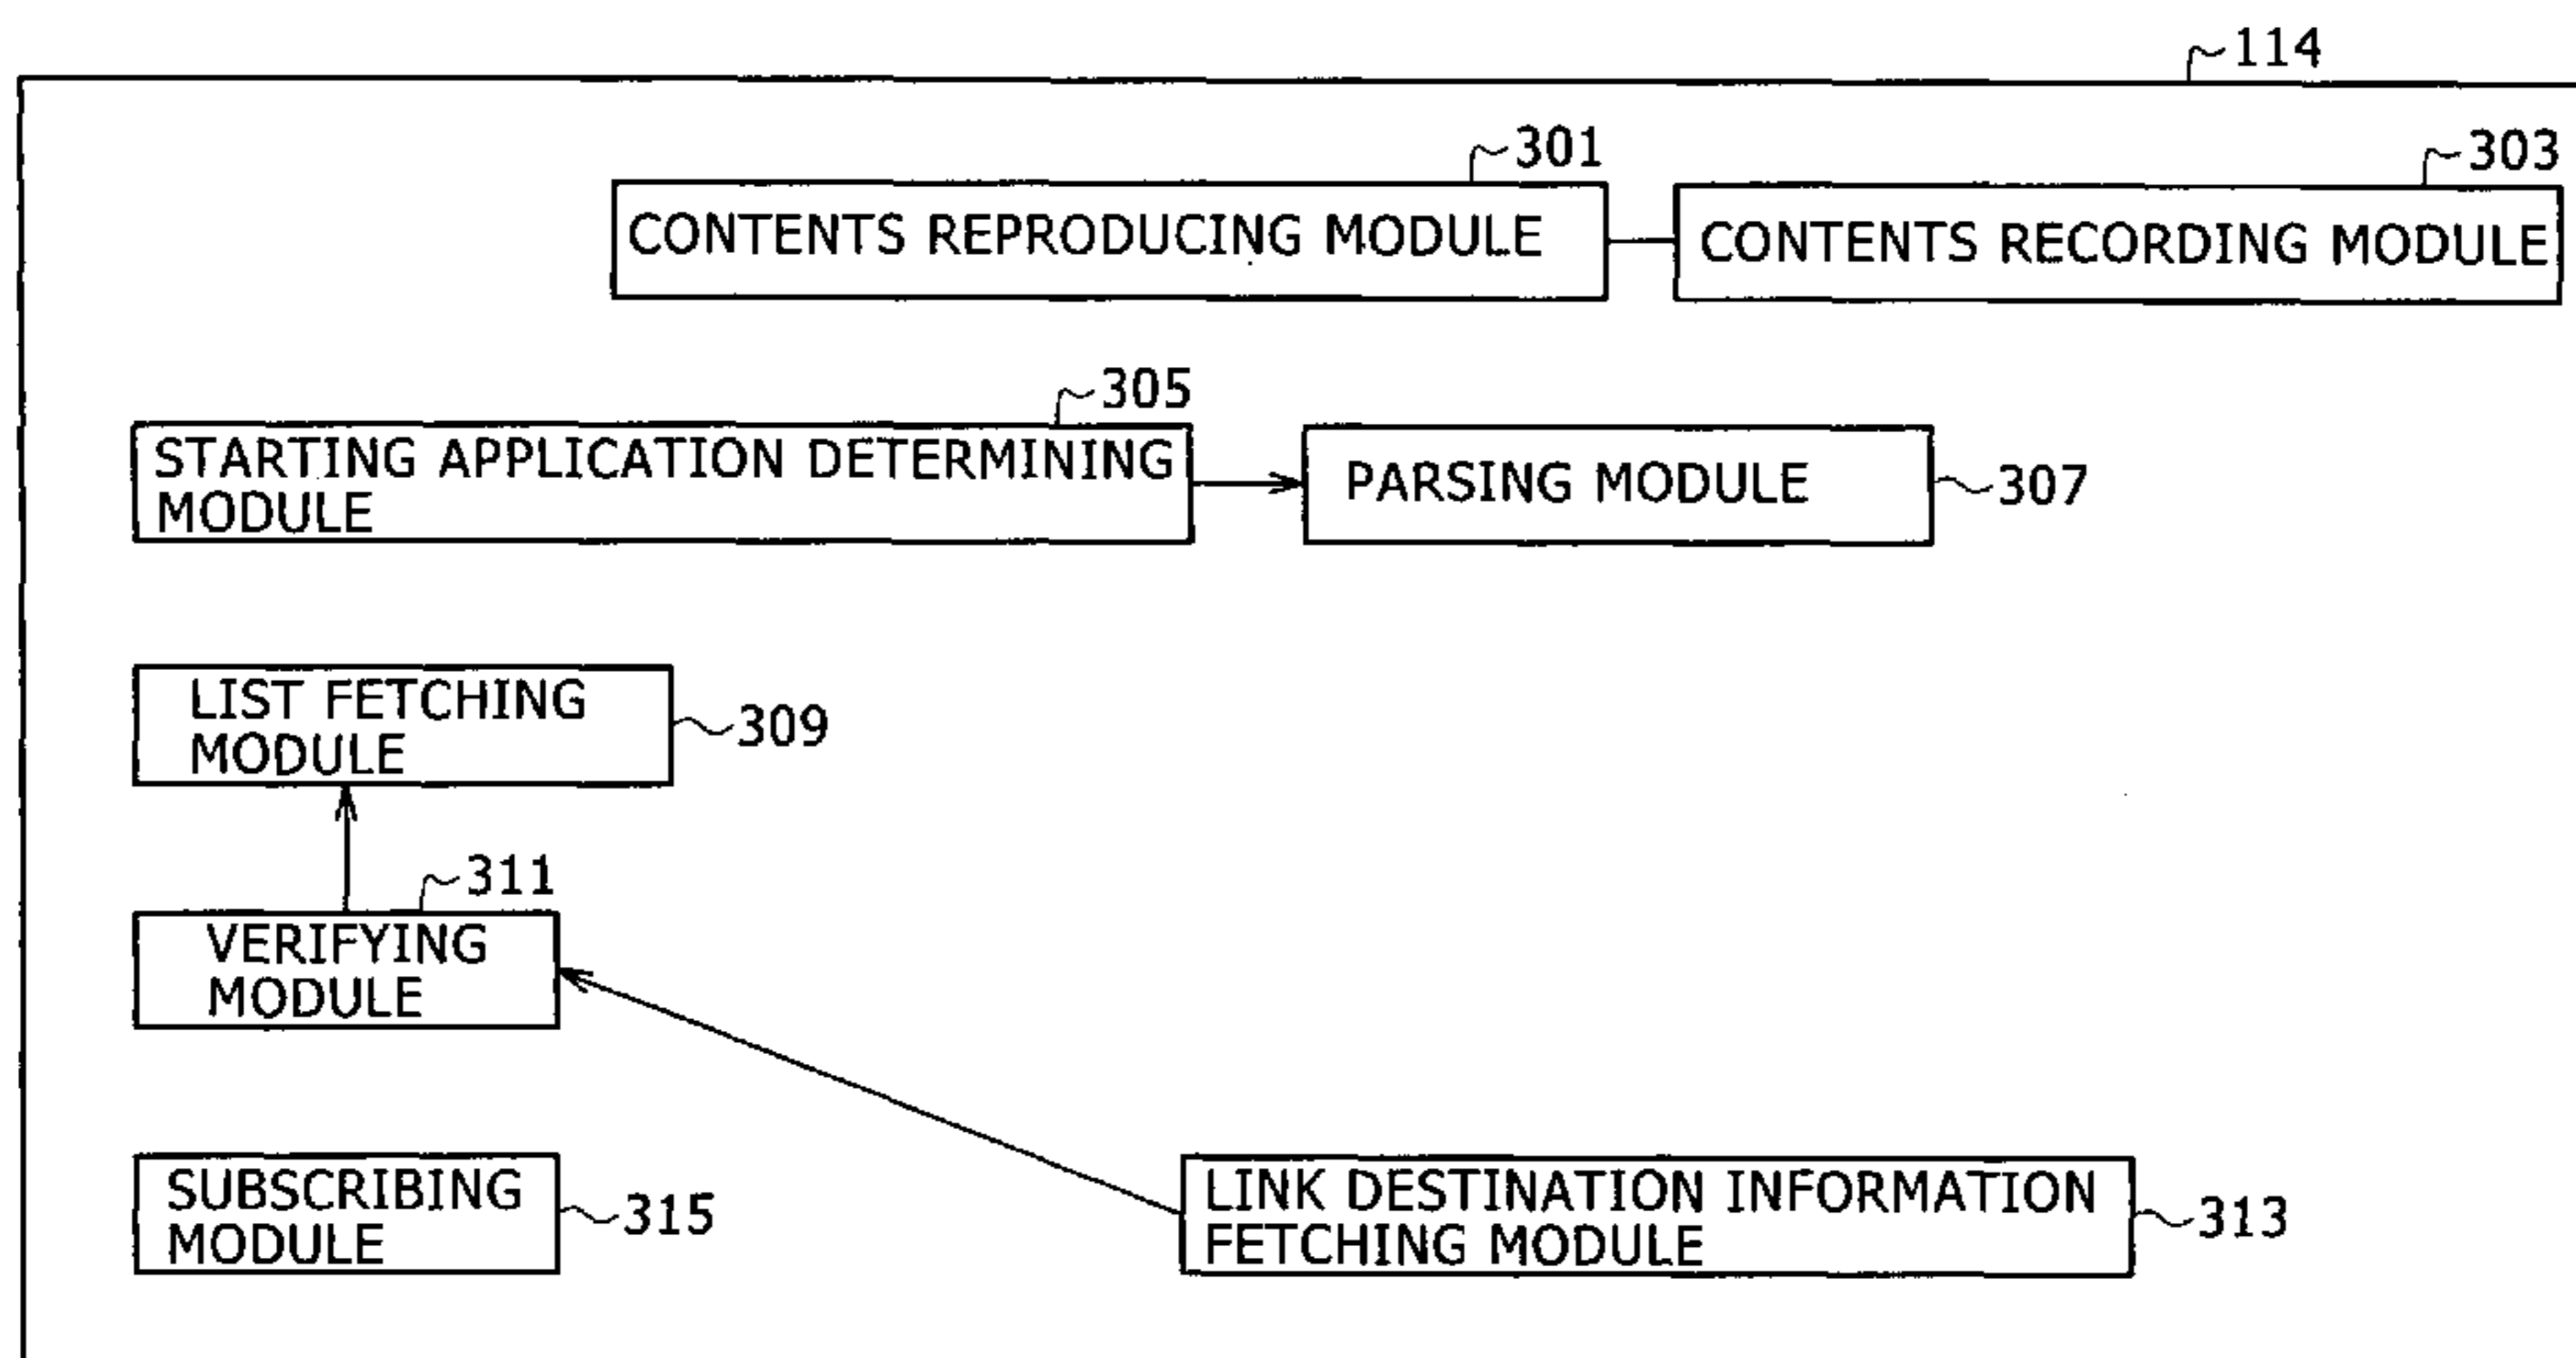 114
301
303
CONTENTS REPRODUCING MODULE
CONTENTS RECORDING MODULE
305
STARTING APPLICATION DETERMINING
MODULE
PARSING MODULE
307
LIST FETCHING
MODULE
309
311
VERIFYING
MODULE
SUBSCRIBING
MODULE
315
LINK DESTINATION INFORMATION
FETCHING MODULE
313